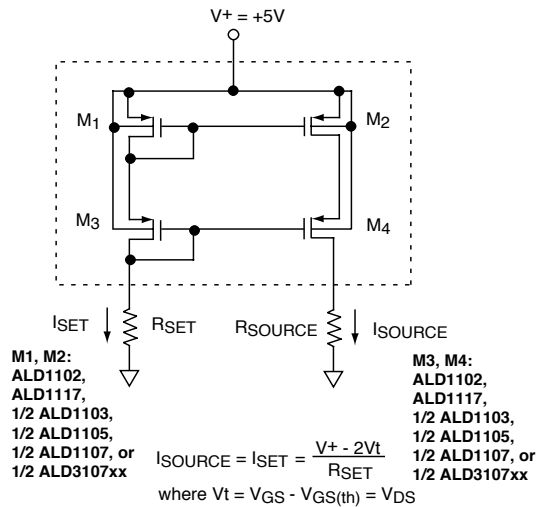 V+ = +5V
M1
M2
M3
M4
ISET
RSET
RSOURCE
ISOURCE
M1, M2:
ALD1102,
ALD1117,
1/2 ALD1103,
1/2 ALD1105,
1/2 ALD1107, or
1/2 ALD3107xx
M3, M4:
ALD1102,
ALD1117,
1/2 ALD1103,
1/2 ALD1105,
1/2 ALD1107, or
1/2 ALD3107xx
ISOURCE = ISET = V+ - 2Vt
RSET
where Vt = VGS - VGS(th) = VDS